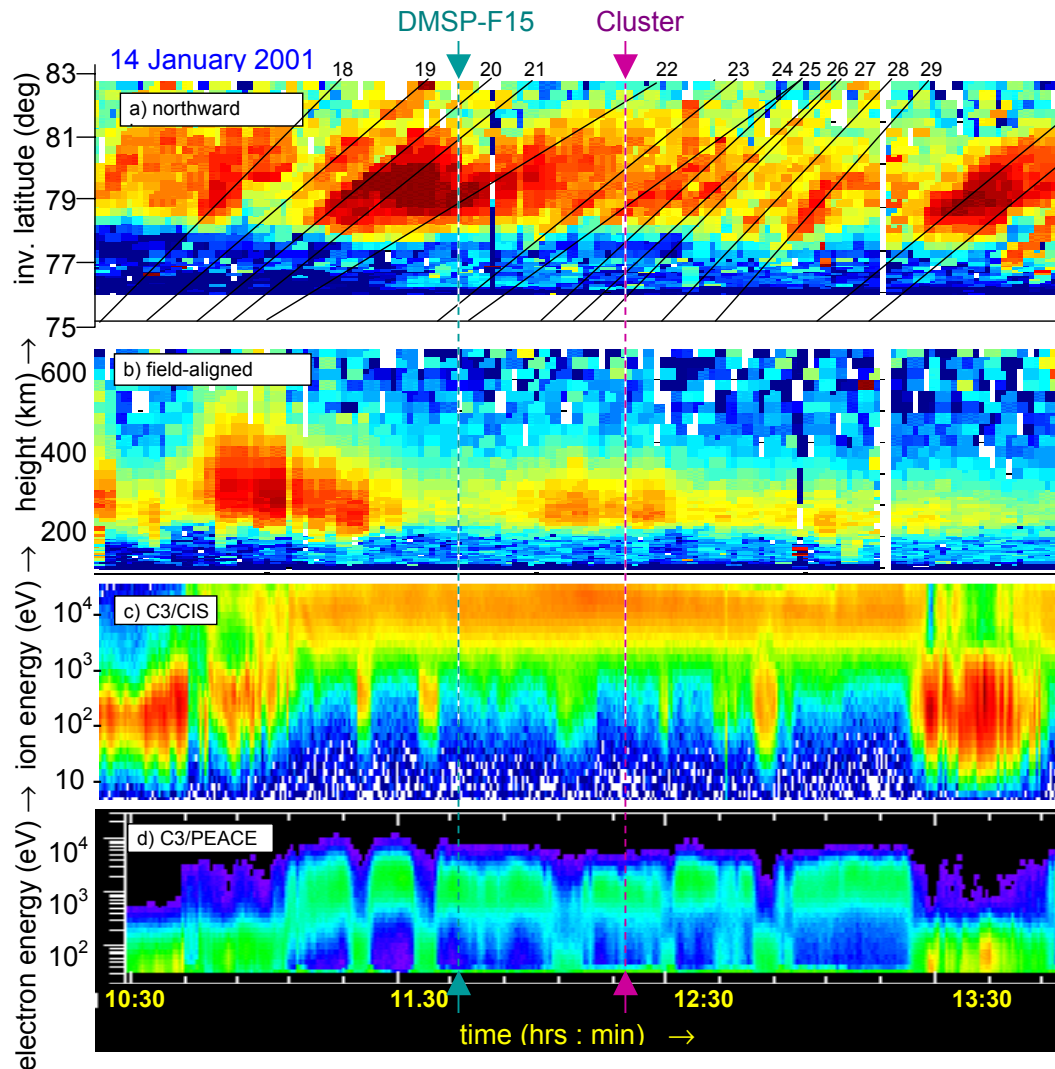 DMSP-F15 Cluster
14 January 2001
18 19 20 21 22 23 24 25 26 27 28 29
a) northward
inv. latitude (deg)
83
81
79
77
75
b) field-aligned
height (km) →
600
400
200
c) C3/CIS
→ ion energy (eV) →
10⁴
10³
10²
10
d) C3/PEACE
electron energy (eV) →
10⁴
10³
10²
10:30 11:30 12:30 13:30
time (hrs : min) →